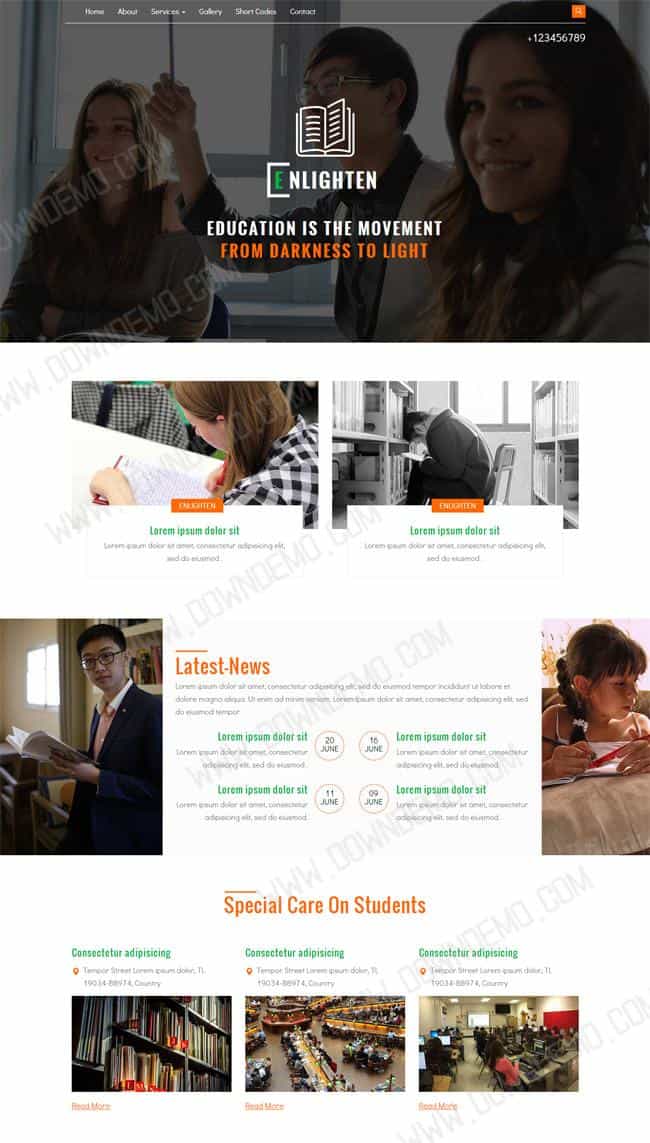 Home About Services Gallery Short Codes Contact
+123456789
ENLIGHTEN
EDUCATION IS THE MOVEMENT
FROM DARKNESS TO LIGHT
ENLIGHTEN
Lorem ipsum dolor sit
Lorem ipsum dolor sit amet, consectetur adipisicing elit,
sed do eiusmod .
ENLIGHTEN
Lorem ipsum dolor sit
Lorem ipsum dolor sit amet, consectetur adipisicing elit,
sed do eiusmod .
Latest-News
Lorem ipsum dolor sit amet, consectetur adipisicing elit, sed do eiusmod tempor incididunt ut labore et
dolore magna aliqua. Ut enim ad minim veniam. Lorem ipsum dolor sit amet, consectetur adipisicing elit, sed
do eiusmod tempor
Lorem ipsum dolor sit
Lorem ipsum dolor sit amet, consectetur
adipisicing elit, sed do eiusmod .
20
JUNE
16
JUNE
Lorem ipsum dolor sit
Lorem ipsum dolor sit amet, consectetur
adipisicing elit, sed do eiusmod .
Lorem ipsum dolor sit
Lorem ipsum dolor sit amet, consectetur
adipisicing elit, sed do eiusmod .
11
JUNE
09
JUNE
Lorem ipsum dolor sit
Lorem ipsum dolor sit amet, consectetur
adipisicing elit, sed do eiusmod .
Special Care On Students
Consectetur adipisicing
Tempor Street Lorem ipsum dolor, TL
19034-88974, Country
Read More
Consectetur adipisicing
Tempor Street Lorem ipsum dolor, TL
19034-88974, Country
Read More
Consectetur adipisicing
Tempor Street Lorem ipsum dolor, TL
19034-88974, Country
Read More
WWW.DOWNDEMO.COM